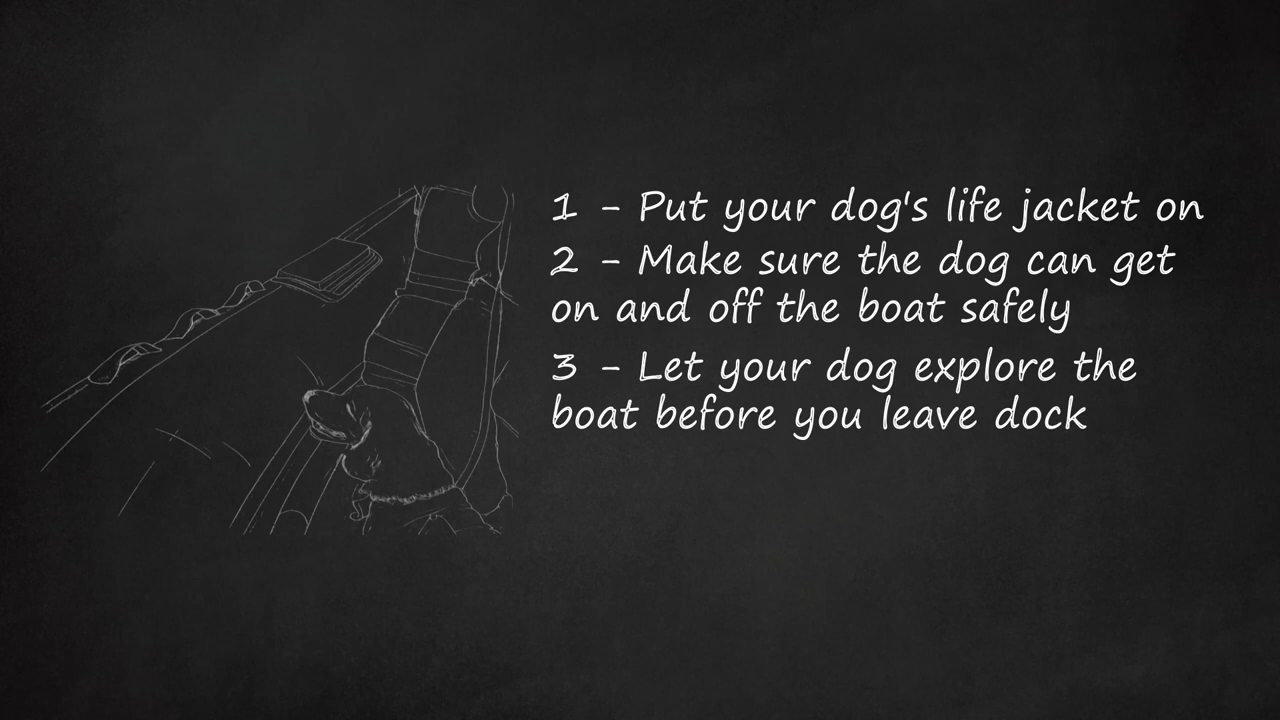 1 - Put your dog's life jacket on
2 - Make sure the dog can get
on and off the boat safely
3 - Let your dog explore the
boat before you leave dock